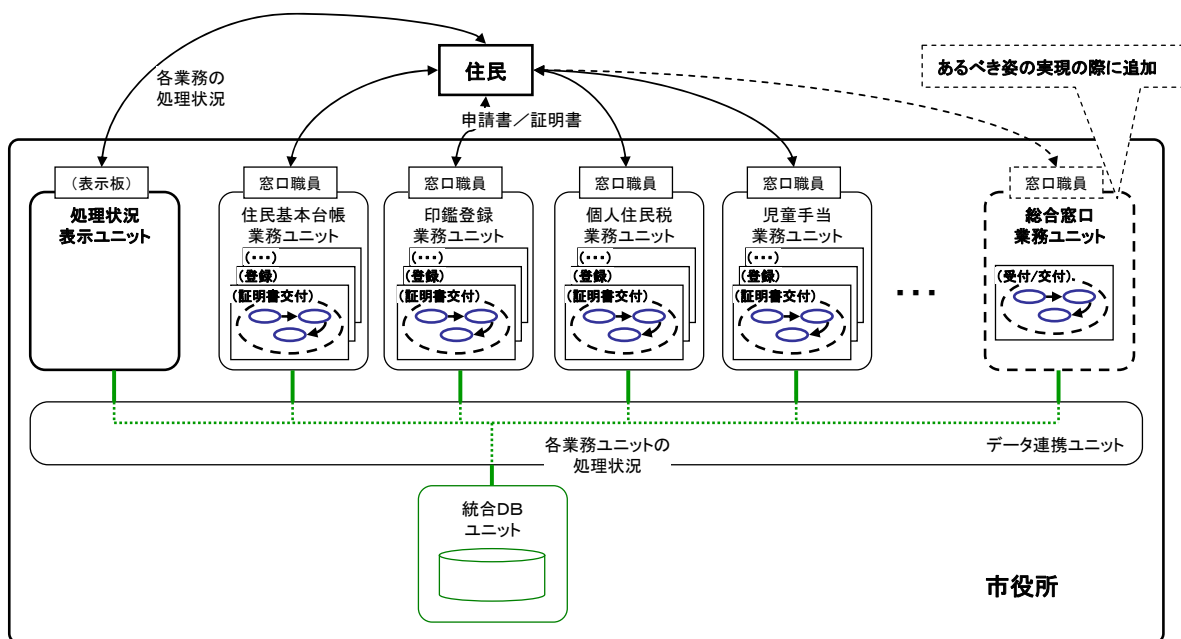 住民
各業務の
処理状況
あるべき姿の実現の際に追加
申請書／証明書
(表示板)
処理状況
表示ユニット
窓口職員
住民基本台帳
業務ユニット
(･･･)
(登録)
(証明書交付)
窓口職員
印鑑登録
業務ユニット
(･･･)
(登録)
(証明書交付)
窓口職員
個人住民税
業務ユニット
(･･･)
(登録)
(証明書交付)
窓口職員
児童手当
業務ユニット
(･･･)
(登録)
(証明書交付)
･･･
窓口職員
総合窓口
業務ユニット
(受付/交付).
各業務ユニットの
処理状況
データ連携ユニット
統合DB
ユニット
市役所